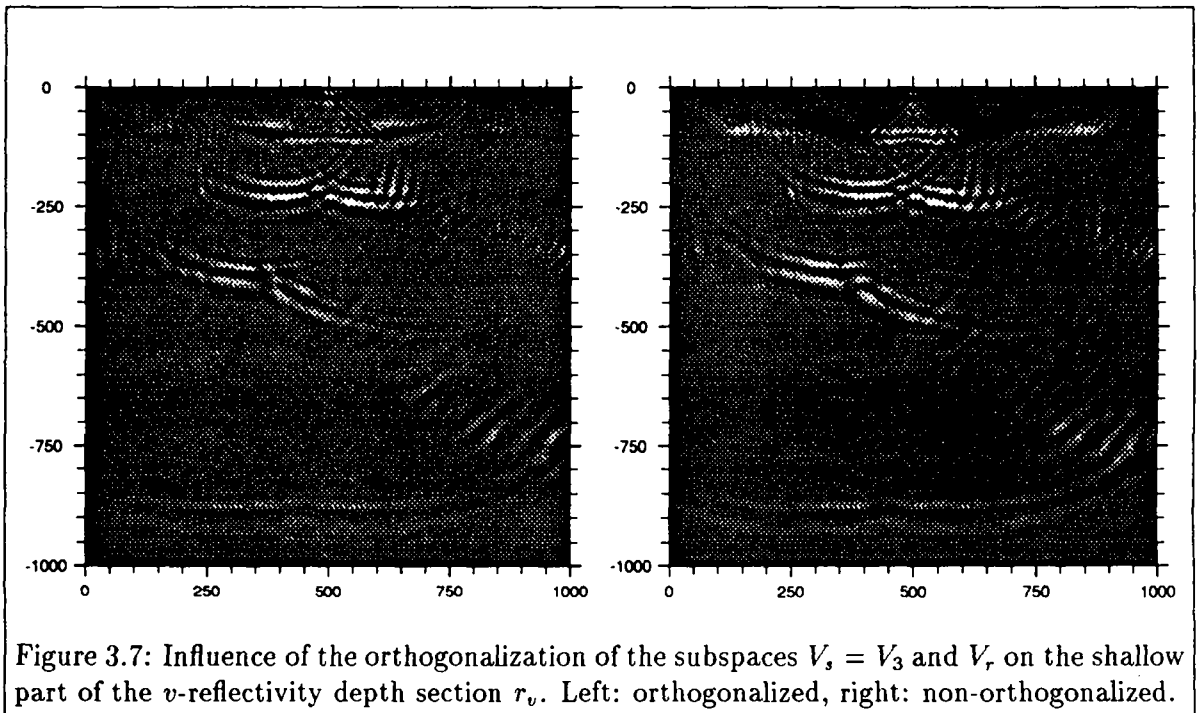 0
-250
-500
-750
-1000
0 250 500 750 1000
0
-250
-500
-750
-1000
0 250 500 750 1000
Figure 3.7: Influence of the orthogonalization of the subspaces V_s = V_3 and V_r on the shallow
part of the v-reflectivity depth section r_v. Left: orthogonalized, right: non-orthogonalized.